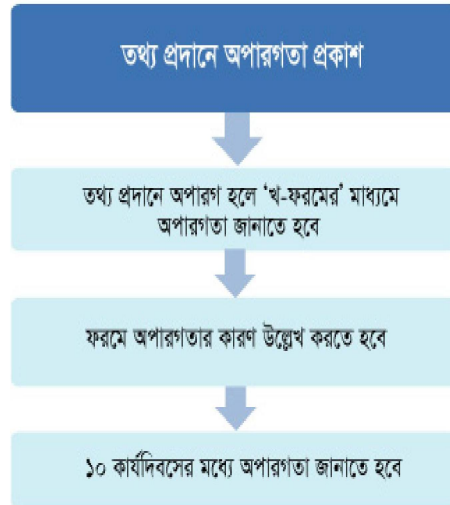 তথ্য প্রদানে অপারগতা প্রকাশ
তথ্য প্রদানে অপারগ হলে ‘খ-ফরমের’ মাধ্যমে
অপারগতা জানাতে হবে
ফরমে অপারগতার কারণ উল্লেখ করতে হবে
১০ কার্যদিবসের মধ্যে অপারগতা জানাতে হবে